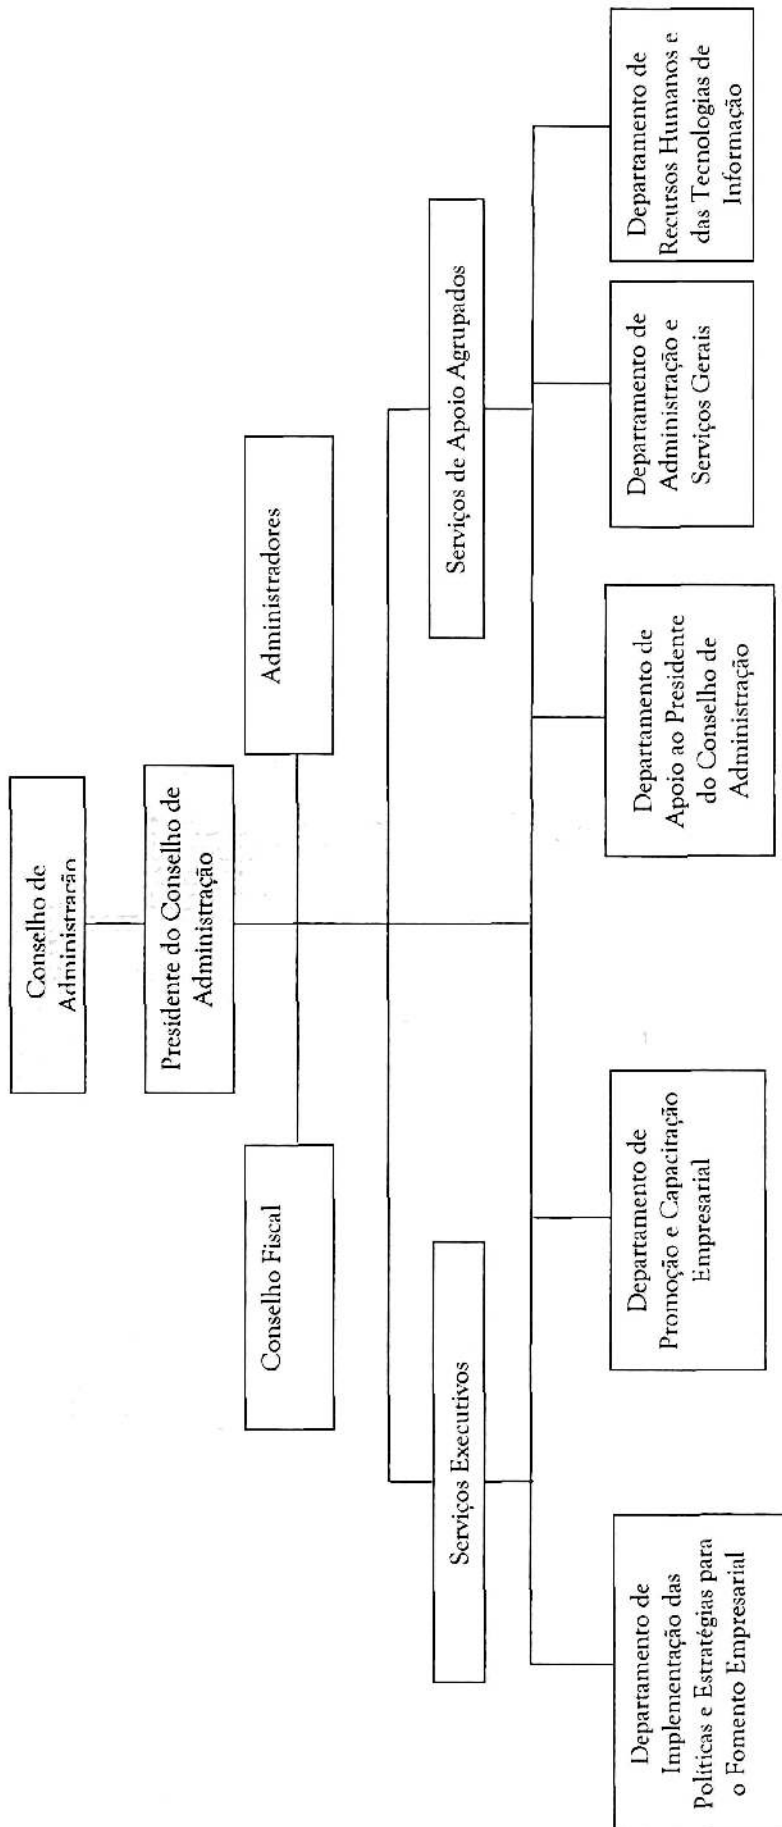 Conselho de
Administração
Presidente do Conselho de
Administração
Conselho Fiscal
Administradores
Serviços Executivos
Serviços de Apoio Agrupados
Departamento de
Implementação das
Políticas e Estratégias para
o Fomento Empresarial
Departamento de
Promoção e Capacitação
Empresarial
Departamento de
Apoio ao Presidente
do Conselho de
Administração
Departamento de
Administração e
Serviços Gerais
Departamento de
Recursos Humanos e
das Tecnologias de
Informação